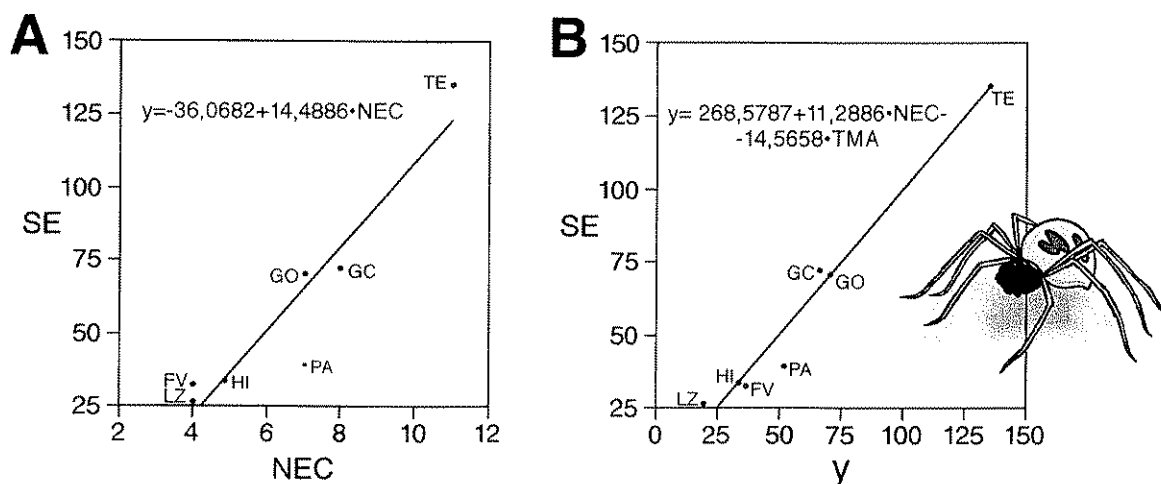 A
150
125
100
75
50
25
SE
y=-36,0682+14,4886•NEC
TE
GO
GC
PA
FV
HI
LZ
2
4
6
8
10
12
NEC
B
150
125
100
75
50
25
SE
y= 268,5787+11,2886•NEC-
-14,5658•TMA
TE
GC
GO
PA
HI
FV
LZ
0
25
50
75
100
125
150
y